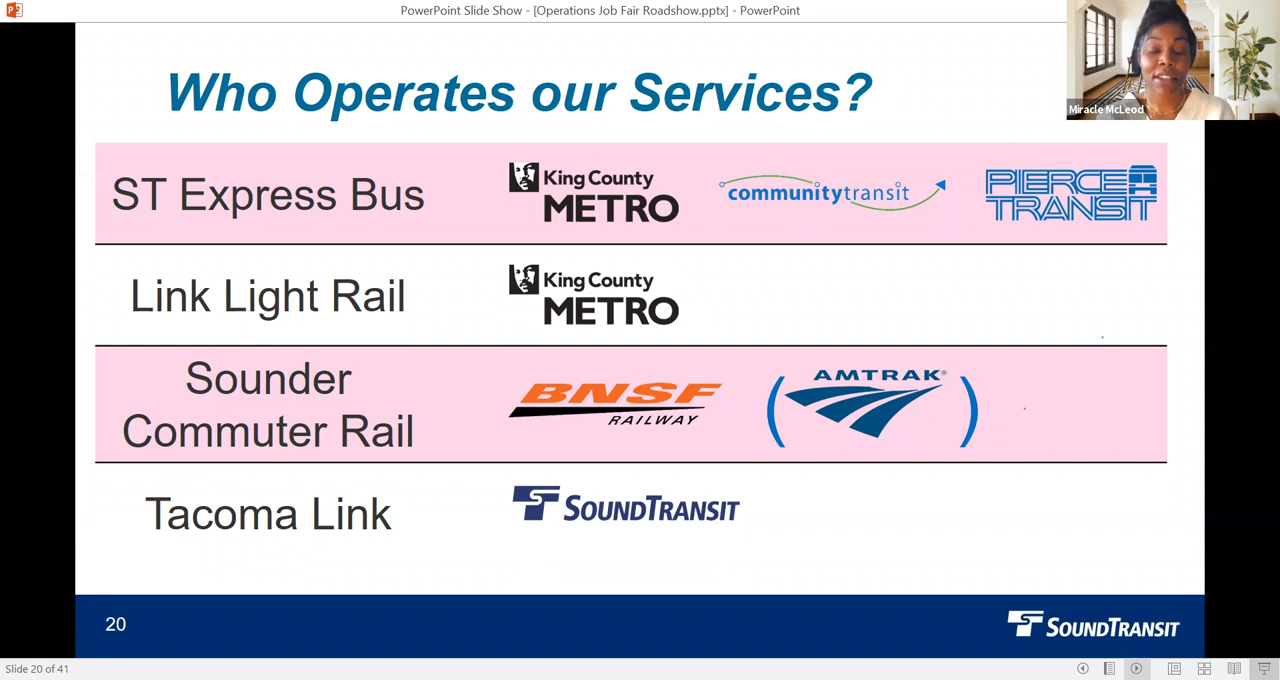 PowerPoint Slide Show - [Operations Job Fair Roadshow.pptx] - PowerPoint
Miracle McLeod
Who Operates our Services?
ST Express Bus
King County
METRO
communitytransit
PIERCE
TRANSIT
Link Light Rail
King County
METRO
Sounder
Commuter Rail
BNSF
RAILWAY
( AMTRAK® )
Tacoma Link
SOUNDTRANSIT
20
SOUNDTRANSIT
Slide 20 of 41